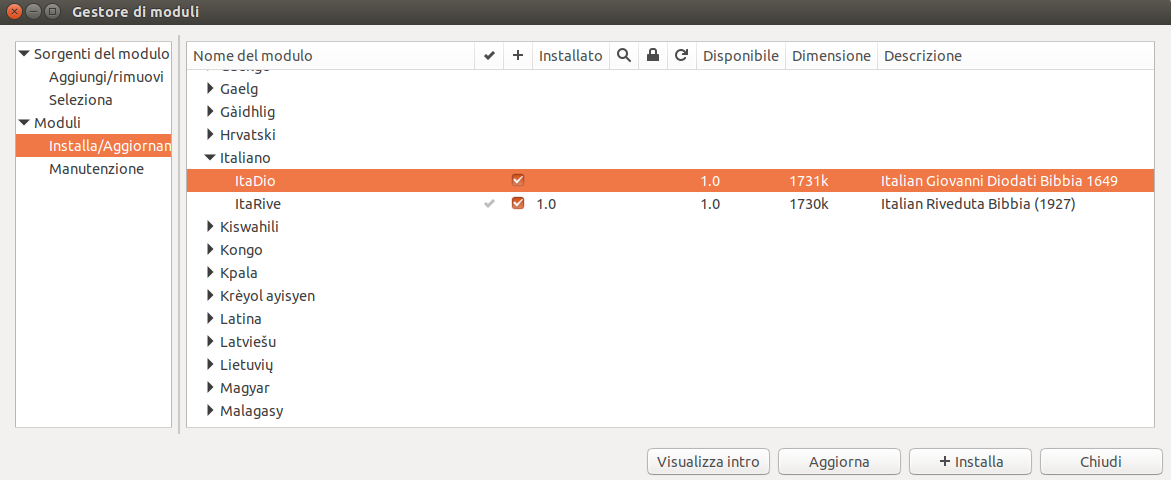 Gestore di moduli
Sorgenti del modulo
Aggiungi/rimuovi
Seleziona
Moduli
Installa/Aggiornam
Manutenzione
Nome del modulo Installato Disponibile Dimensione Descrizione
Gaelg
Gàidhlig
Hrvatski
Italiano
ItaDio 1.0 1731k Italian Giovanni Diodati Bibbia 1649
ItaRive 1.0 1.0 1730k Italian Riveduta Bibbia (1927)
Kiswahili
Kongo
Kpala
Krèyol ayisyen
Latina
Latviešu
Lietuvių
Magyar
Malagasy
Visualizza intro Aggiorna + Installa Chiudi